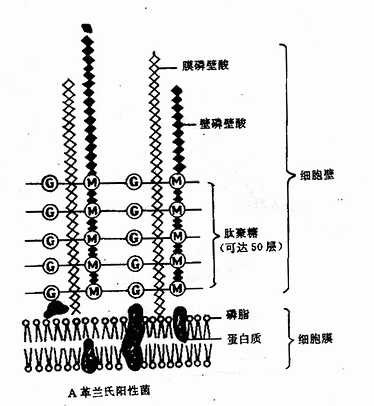 膜磷壁酸
壁磷壁酸
细胞壁
G M G M
G M G M
肽聚糖
(可达50层)
G M G M
G M G M
G M G M
磷脂
蛋白质
细胞膜
A 革兰氏阳性菌